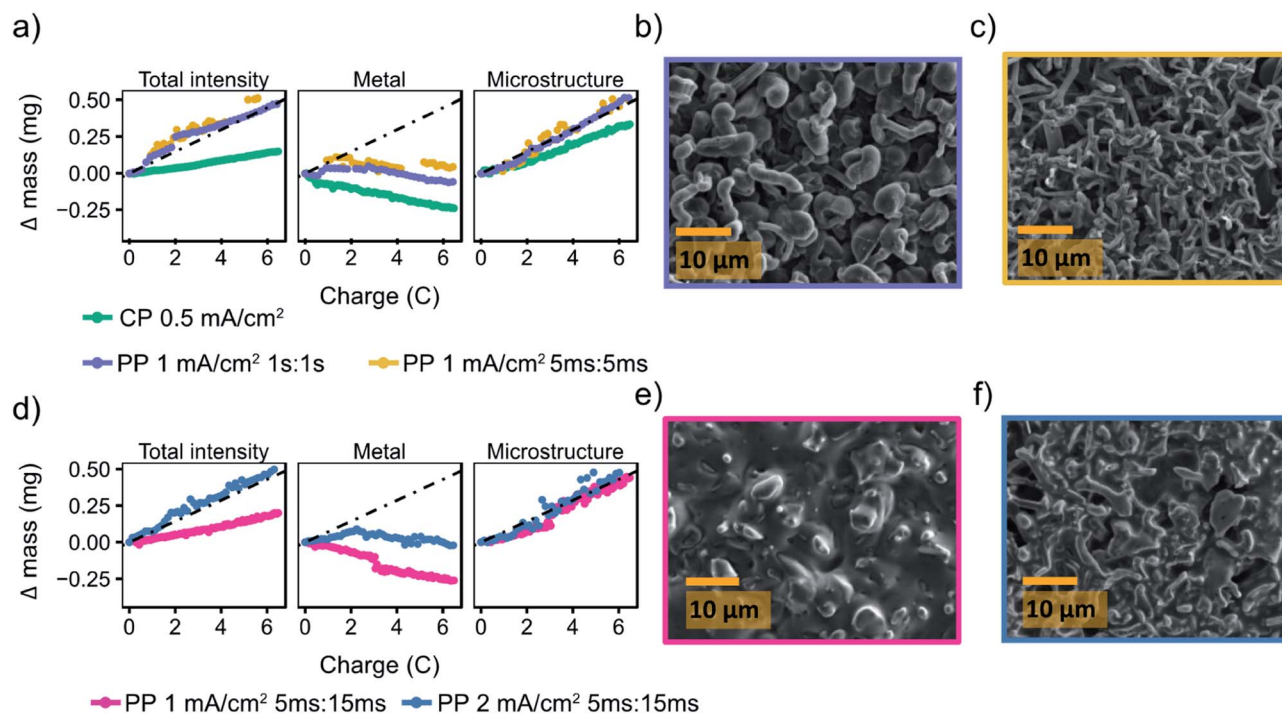 a)
b)
c)
Total intensity
Metal
Microstructure
Δ mass (mg)
0.50
0.25
0.00
−0.25
0 2 4 6
0 2 4 6
0 2 4 6
Charge (C)
CP 0.5 mA/cm²
PP 1 mA/cm² 1s:1s
PP 1 mA/cm² 5ms:5ms
10 µm
10 µm
d)
e)
f)
Total intensity
Metal
Microstructure
Δ mass (mg)
0.50
0.25
0.00
−0.25
0 2 4 6
0 2 4 6
0 2 4 6
Charge (C)
PP 1 mA/cm² 5ms:15ms
PP 2 mA/cm² 5ms:15ms
10 µm
10 µm